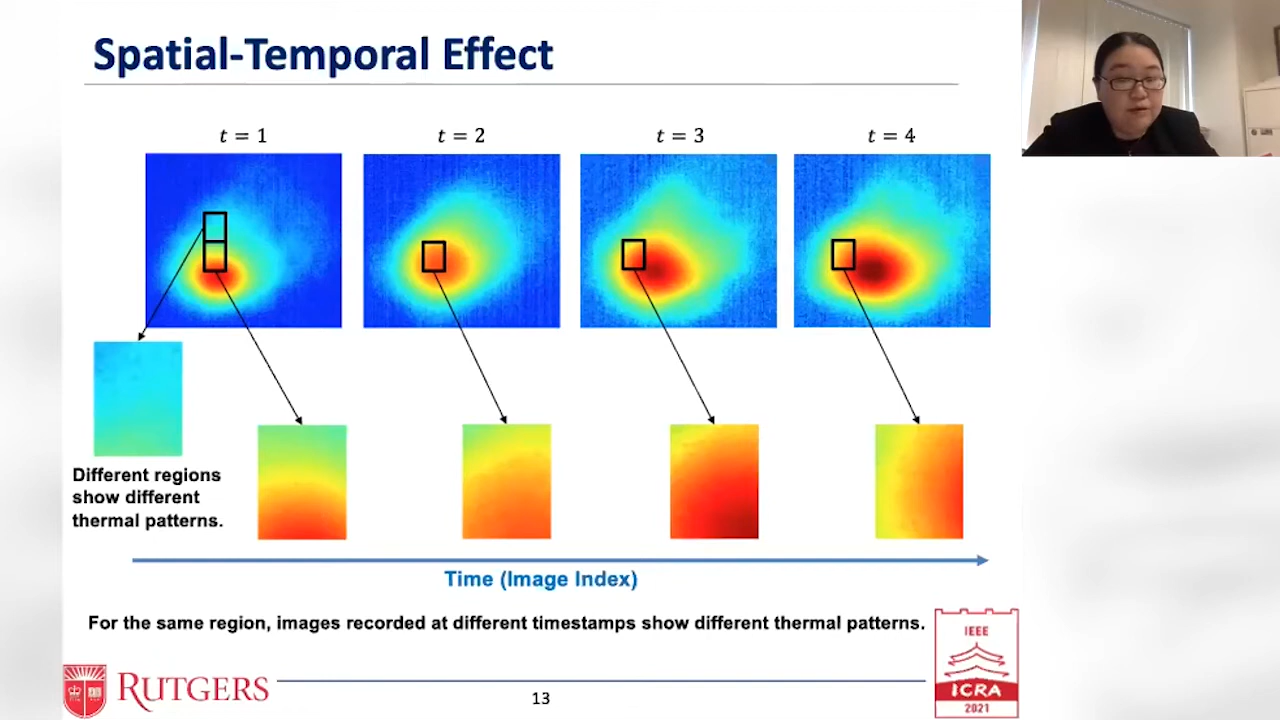 Spatial-Temporal Effect
t = 1
t = 2
t = 3
t = 4
Different regions
show different
thermal patterns.
Time (Image Index)
For the same region, images recorded at different timestamps show different thermal patterns.
RUTGERS
13
IEEE
ICRA
2021